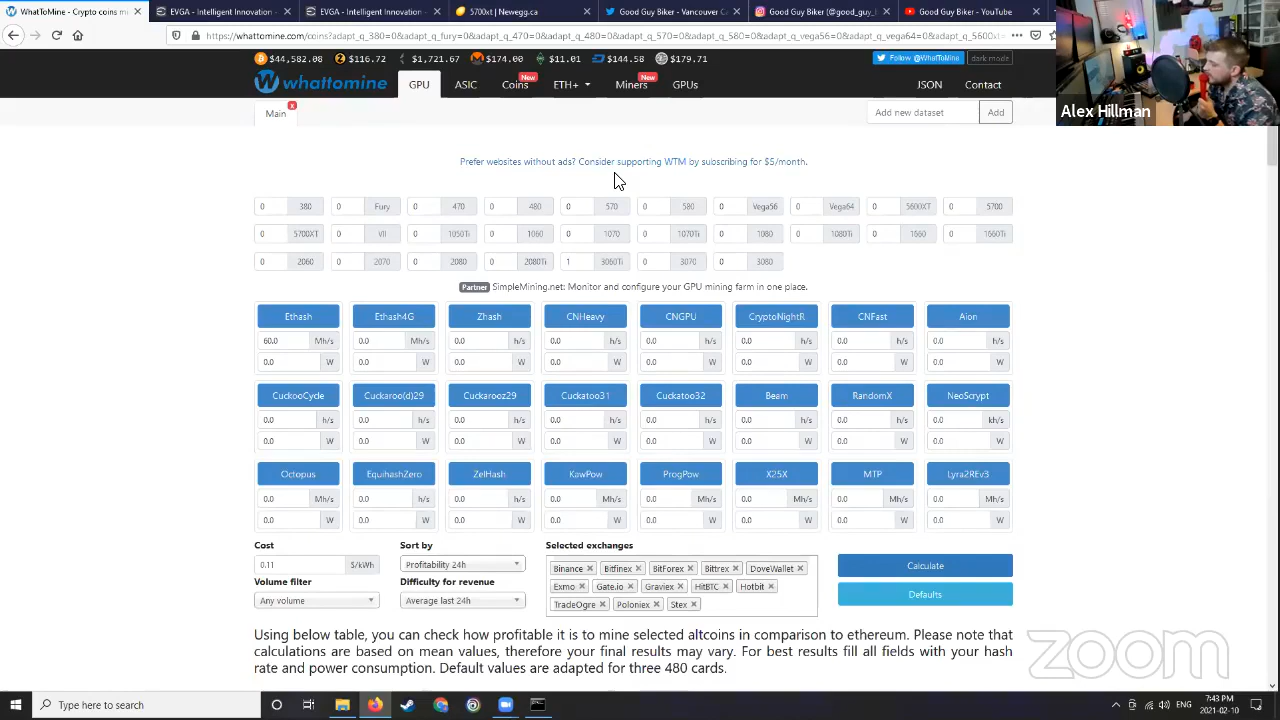 WhatToMine - Crypto coins mi
EVGA - Intelligent Innovation -
EVGA - Intelligent Innovation -
5700xt | Newegg.ca
Good Guy Biker - Vancouver C
Good Guy Biker (@good_guy_
Good Guy Biker - YouTube
https://whattomine.com/coins?adapt_q_380=0&adapt_q_fury=0&adapt_q_470=0&adapt_q_480=0&adapt_q_570=0&adapt_q_580=0&adapt_q_vega56=0&adapt_q_vega64=0&adapt_q_5600xt=0
$44,582.08 $116.72 $1,721.67 $174.00 $11.01 $144.58 $179.71
Follow @WhatToMine dark mode
whattomine GPU ASIC Coins New ETH+ Miners New GPUs JSON Contact
Main x Add new dataset Add
Prefer websites without ads? Consider supporting WTM by subscribing for $5/month.
0 380 0 Fury 0 470 0 480 0 570 0 580 0 Vega56 0 Vega64 0 5600XT 0 5700
0 5700XT 0 VII 0 1050Ti 0 1060 0 1070 0 1070Ti 0 1080 0 1080Ti 0 1660 0 1660Ti
0 2060 0 2070 0 2080 0 2080Ti 1 3060Ti 0 3070 0 3080
Partner SimpleMining.net: Monitor and configure your GPU mining farm in one place.
Ethash Ethash4G Zhash CNHeavy CNGPU CryptoNightR CNFast Aion
60.0 Mh/s 0.0 Mh/s 0.0 h/s 0.0 h/s 0.0 h/s 0.0 h/s 0.0 h/s 0.0 h/s
0.0 W 0.0 W 0.0 W 0.0 W 0.0 W 0.0 W 0.0 W 0.0 W
CuckooCycle Cuckaroo(d)29 Cuckarooz29 Cuckatoo31 Cuckatoo32 Beam RandomX NeoScrypt
0.0 h/s 0.0 h/s 0.0 h/s 0.0 h/s 0.0 h/s 0.0 h/s 0.0 h/s 0.0 kh/s
0.0 W 0.0 W 0.0 W 0.0 W 0.0 W 0.0 W 0.0 W 0.0 W
Octopus EquihashZero ZelHash KawPow ProgPow X25X MTP Lyra2REv3
0.0 Mh/s 0.0 h/s 0.0 h/s 0.0 Mh/s 0.0 Mh/s 0.0 Mh/s 0.0 Mh/s 0.0 Mh/s
0.0 W 0.0 W 0.0 W 0.0 W 0.0 W 0.0 W 0.0 W 0.0 W
Cost Sort by Selected exchanges
0.11 $/kWh Profitability 24h Binance Bitfinex BitForex Bittrex DoveWallet Calculate
Volume filter Difficulty for revenue Exmo Gate.io Graviex HitBTC Hotbit Defaults
Any volume Average last 24h TradeOgre Poloniex Stex
Using below table, you can check how profitable it is to mine selected altcoins in comparison to ethereum. Please note that
calculations are based on mean values, therefore your final results may vary. For best results fill all fields with your hash
rate and power consumption. Default values are adapted for three 480 cards.
Alex Hillman
zoom
Type here to search
ENG
7:43 PM
2021-02-10